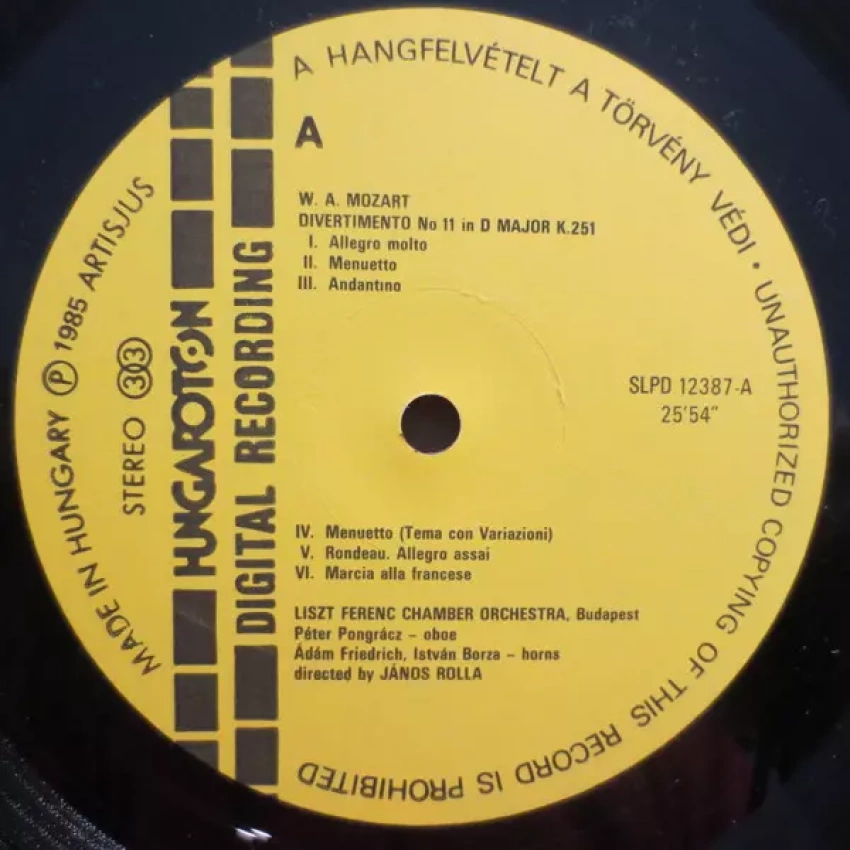 A HANGFELVÉTELT A TÖRVÉNY VÉDI • UNAUTHORIZED COPYING OF THIS RECORD IS PROHIBITED
MADE IN HUNGARY Ⓟ 1985 ARTISJUS
STEREO 33
HUNGAROTON
DIGITAL RECORDING
A
W. A. MOZART
DIVERTIMENTO No 11 in D MAJOR K.251
I. Allegro molto
II. Menuetto
III. Andantino
SLPD 12387-A
25'54"
IV. Menuetto (Tema con Variazioni)
V. Rondeau. Allegro assai
VI. Marcia alla francese
LISZT FERENC CHAMBER ORCHESTRA, Budapest
Péter Pongrácz – oboe
Ádám Friedrich, István Borza – horns
directed by JÁNOS ROLLA